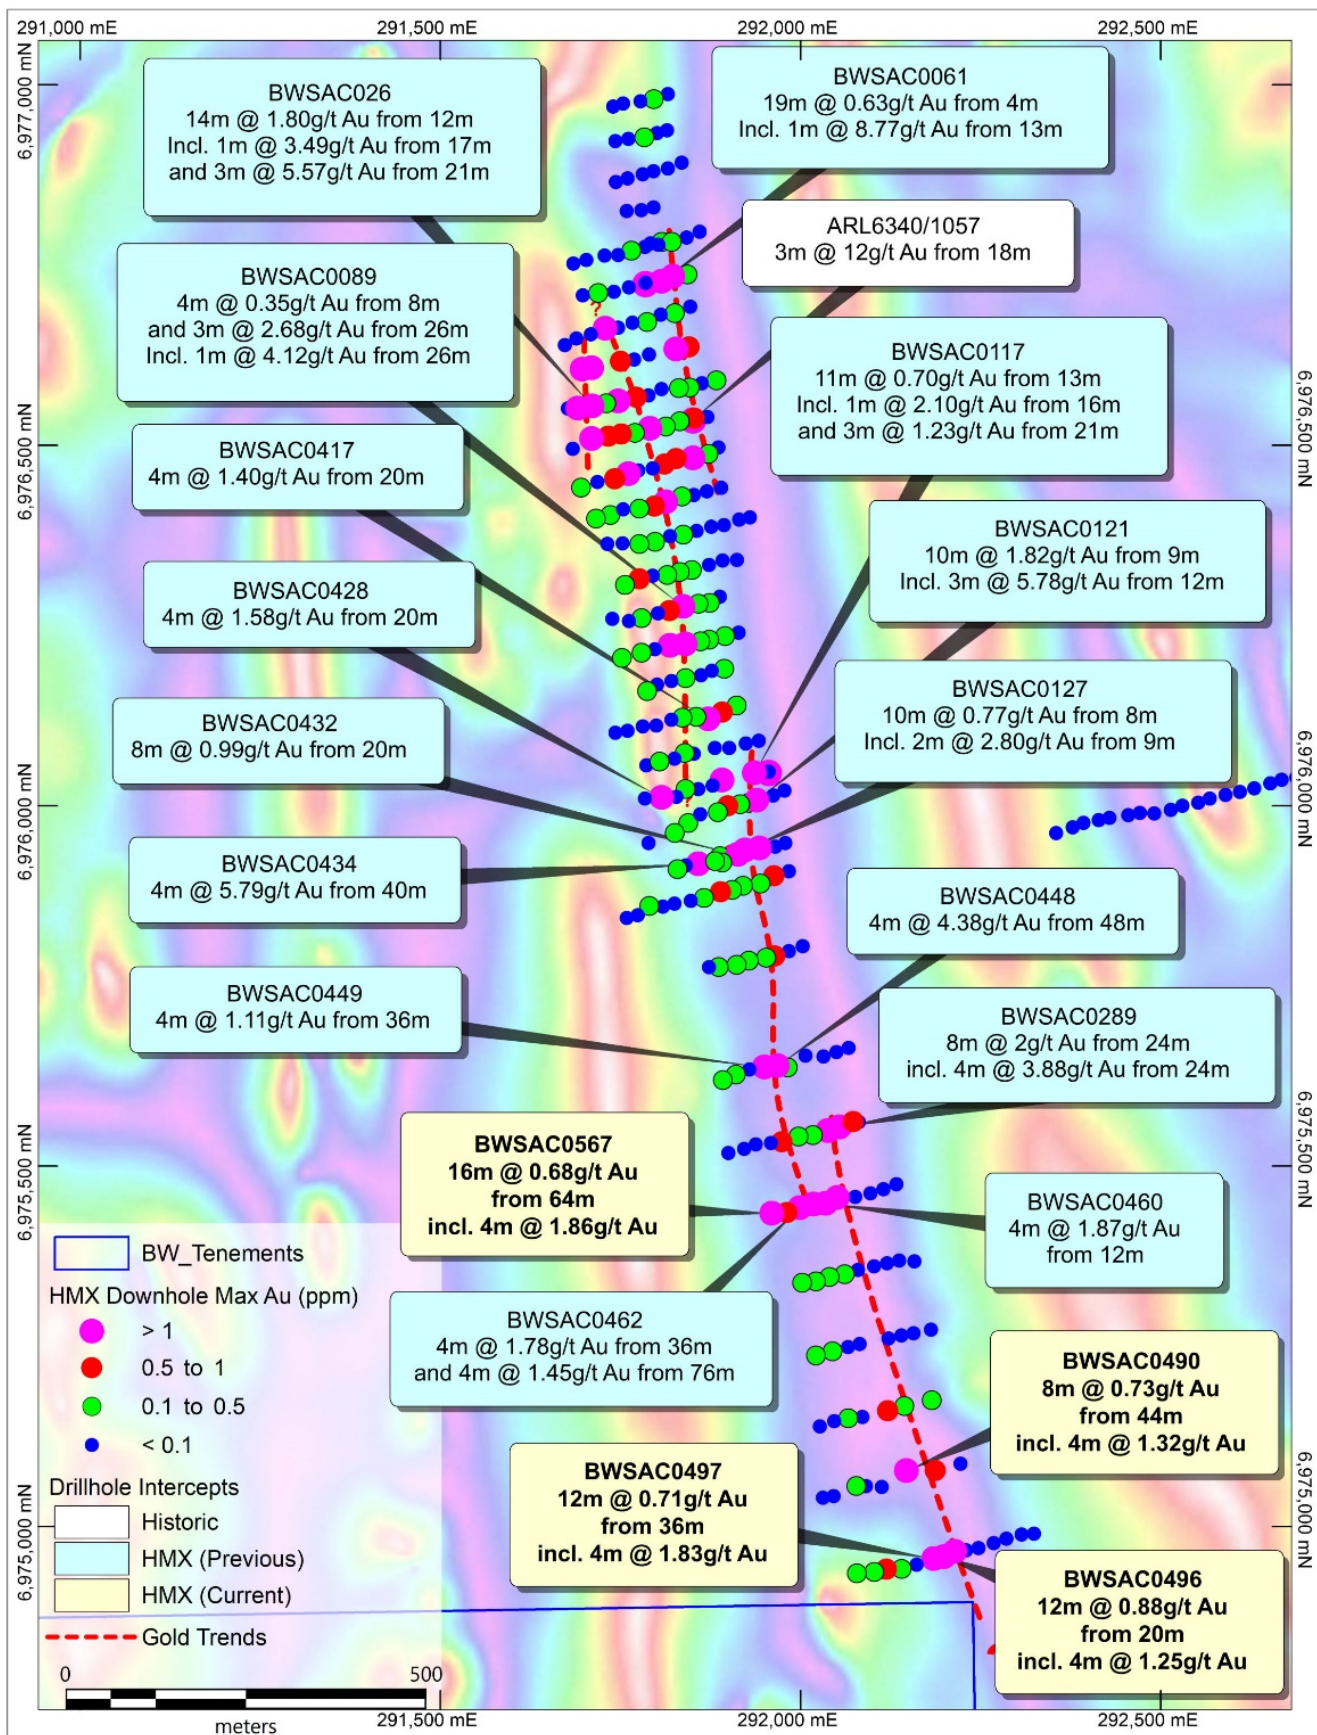 291,000 mE
291,500 mE
292,000 mE
292,500 mE
6,977,000 mN
BWSAC026
14m @ 1.80g/t Au from 12m
Incl. 1m @ 3.49g/t Au from 17m
and 3m @ 5.57g/t Au from 21m
BWSAC0061
19m @ 0.63g/t Au from 4m
Incl. 1m @ 8.77g/t Au from 13m
ARL6340/1057
3m @ 12g/t Au from 18m
BWSAC0089
4m @ 0.35g/t Au from 8m
and 3m @ 2.68g/t Au from 26m
Incl. 1m @ 4.12g/t Au from 26m
BWSAC0117
11m @ 0.70g/t Au from 13m
Incl. 1m @ 2.10g/t Au from 16m
and 3m @ 1.23g/t Au from 21m
6,976,500 mN
6,976,500 mN
BWSAC0417
4m @ 1.40g/t Au from 20m
BWSAC0121
10m @ 1.82g/t Au from 9m
Incl. 3m @ 5.78g/t Au from 12m
BWSAC0428
4m @ 1.58g/t Au from 20m
BWSAC0127
10m @ 0.77g/t Au from 8m
Incl. 2m @ 2.80g/t Au from 9m
BWSAC0432
8m @ 0.99g/t Au from 20m
6,976,000 mN
6,976,000 mN
BWSAC0434
4m @ 5.79g/t Au from 40m
BWSAC0448
4m @ 4.38g/t Au from 48m
BWSAC0449
4m @ 1.11g/t Au from 36m
BWSAC0289
8m @ 2g/t Au from 24m
incl. 4m @ 3.88g/t Au from 24m
BWSAC0567
16m @ 0.68g/t Au
from 64m
incl. 4m @ 1.86g/t Au
6,975,500 mN
6,975,500 mN
BWSAC0460
4m @ 1.87g/t Au
from 12m
BWSAC0462
4m @ 1.78g/t Au from 36m
and 4m @ 1.45g/t Au from 76m
BWSAC0490
8m @ 0.73g/t Au
from 44m
incl. 4m @ 1.32g/t Au
BWSAC0497
12m @ 0.71g/t Au
from 36m
incl. 4m @ 1.83g/t Au
BWSAC0496
12m @ 0.88g/t Au
from 20m
incl. 4m @ 1.25g/t Au
6,975,000 mN
6,975,000 mN
BW_Tenements
HMX Downhole Max Au (ppm)
> 1
0.5 to 1
0.1 to 0.5
< 0.1
Drillhole Intercepts
Historic
HMX (Previous)
HMX (Current)
Gold Trends
0
500
meters
291,500 mE
292,000 mE
292,500 mE